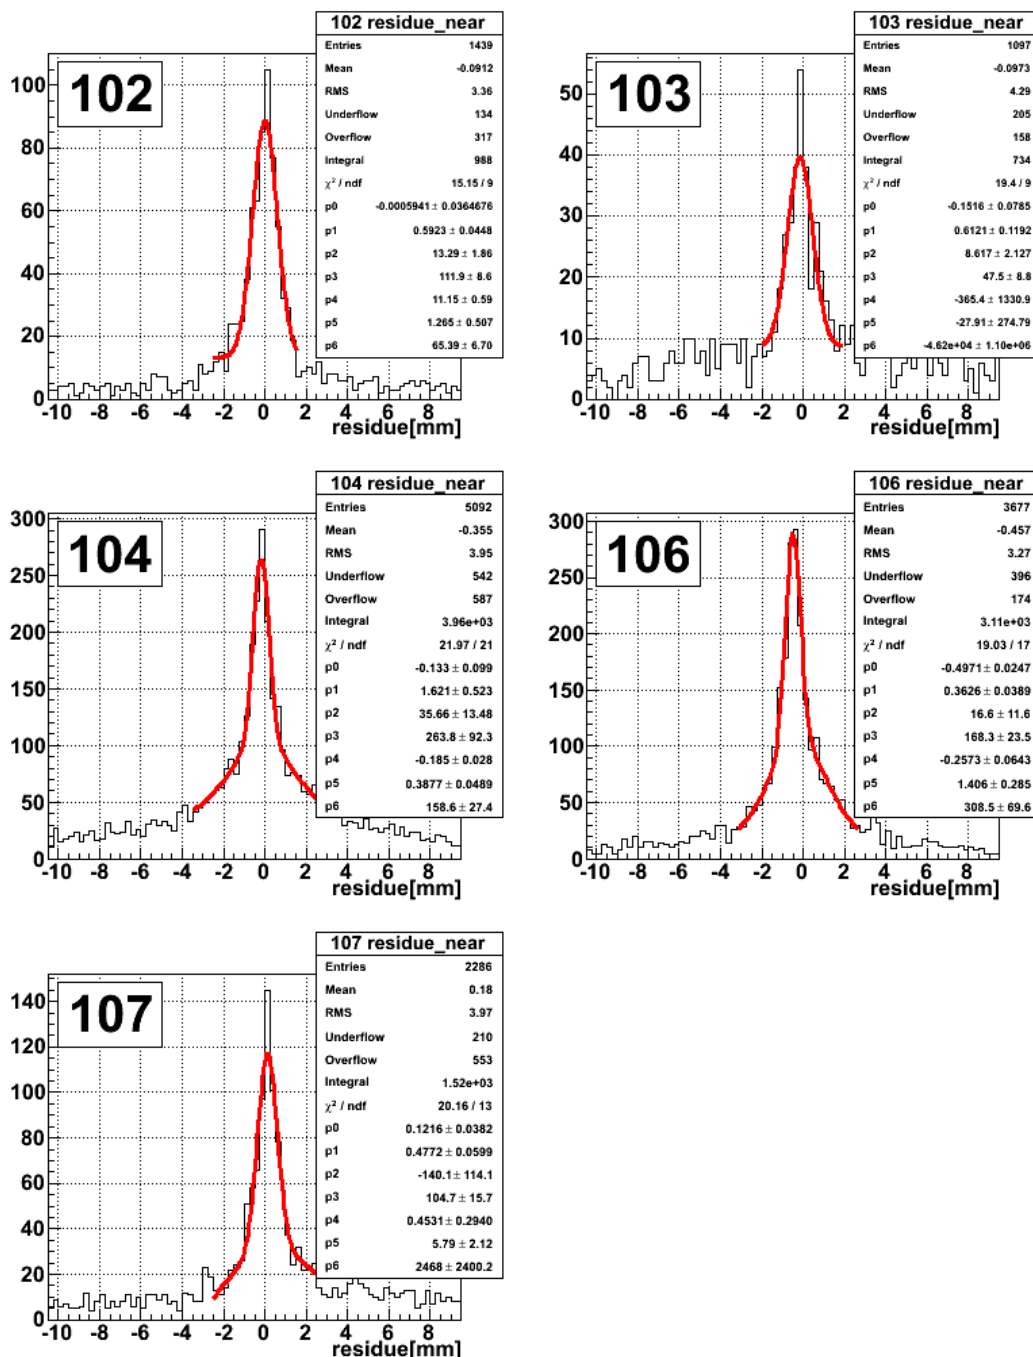 102 residue_near
Entries 1439
Mean -0.0912
RMS 3.36
Underflow 134
Overflow 317
Integral 988
χ² / ndf 15.15 / 9
p0 -0.0005941 ± 0.0364676
p1 0.5923 ± 0.0448
p2 13.29 ± 1.86
p3 111.9 ± 8.6
p4 11.15 ± 0.59
p5 1.265 ± 0.507
p6 65.39 ± 6.70
102
100
80
60
40
20
0
-10 -8 -6 -4 -2 0 2 4 6 8
residue[mm]
103 residue_near
Entries 1097
Mean -0.0973
RMS 4.29
Underflow 205
Overflow 158
Integral 734
χ² / ndf 19.4 / 9
p0 -0.1516 ± 0.0785
p1 0.6121 ± 0.1192
p2 8.617 ± 2.127
p3 47.5 ± 8.8
p4 -365.4 ± 1330.9
p5 -27.91 ± 274.79
p6 -4.62e+04 ± 1.10e+06
103
50
40
30
20
10
0
-10 -8 -6 -4 -2 0 2 4 6 8
residue[mm]
104 residue_near
Entries 5092
Mean -0.355
RMS 3.95
Underflow 542
Overflow 587
Integral 3.96e+03
χ² / ndf 21.97 / 21
p0 -0.133 ± 0.099
p1 1.621 ± 0.523
p2 35.66 ± 13.48
p3 263.8 ± 92.3
p4 -0.185 ± 0.028
p5 0.3877 ± 0.0489
p6 158.6 ± 27.4
104
300
250
200
150
100
50
0
-10 -8 -6 -4 -2 0 2 4 6 8
residue[mm]
106 residue_near
Entries 3677
Mean -0.457
RMS 3.27
Underflow 396
Overflow 174
Integral 3.11e+03
χ² / ndf 19.03 / 17
p0 -0.4971 ± 0.0247
p1 0.3626 ± 0.0389
p2 16.6 ± 11.6
p3 168.3 ± 23.5
p4 -0.2573 ± 0.0643
p5 1.406 ± 0.285
p6 308.5 ± 69.6
106
300
250
200
150
100
50
0
-10 -8 -6 -4 -2 0 2 4 6 8
residue[mm]
107 residue_near
Entries 2286
Mean 0.18
RMS 3.97
Underflow 210
Overflow 553
Integral 1.52e+03
χ² / ndf 20.16 / 13
p0 0.1216 ± 0.0382
p1 0.4772 ± 0.0599
p2 -140.1 ± 114.1
p3 104.7 ± 15.7
p4 0.4531 ± 0.2940
p5 5.79 ± 2.12
p6 2468 ± 2400.2
107
140
120
100
80
60
40
20
0
-10 -8 -6 -4 -2 0 2 4 6 8
residue[mm]